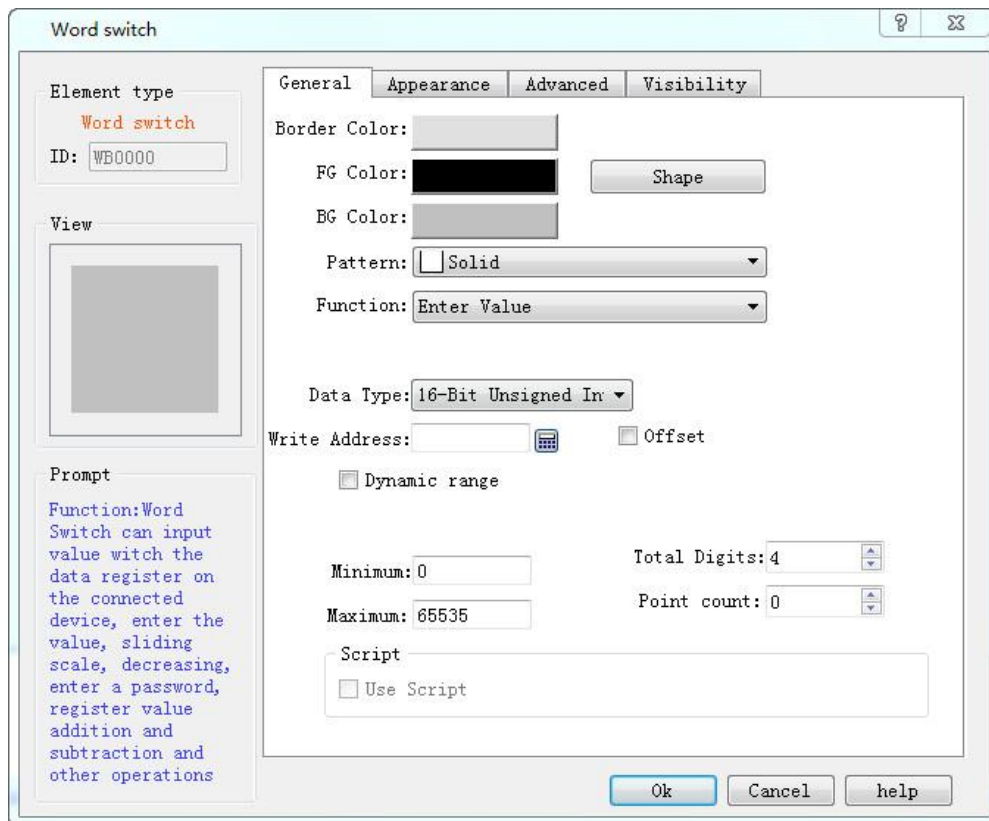 Word switch
General
Appearance
Advanced
Visibility
Element type
Word switch
ID: WB0000
View
Prompt
Function:Word
Switch can input
value witch the
data register on
the connected
device, enter the
value, sliding
scale, decreasing,
enter a password,
register value
addition and
subtraction and
other operations
Border Color:
FG Color:
Shape
BG Color:
Pattern: Solid
Function: Enter Value
Data Type: 16-Bit Unsigned In
Write Address:
Offset
Dynamic range
Minimum: 0
Total Digits: 4
Maximum: 65535
Point count: 0
Script
Use Script
Ok
Cancel
help